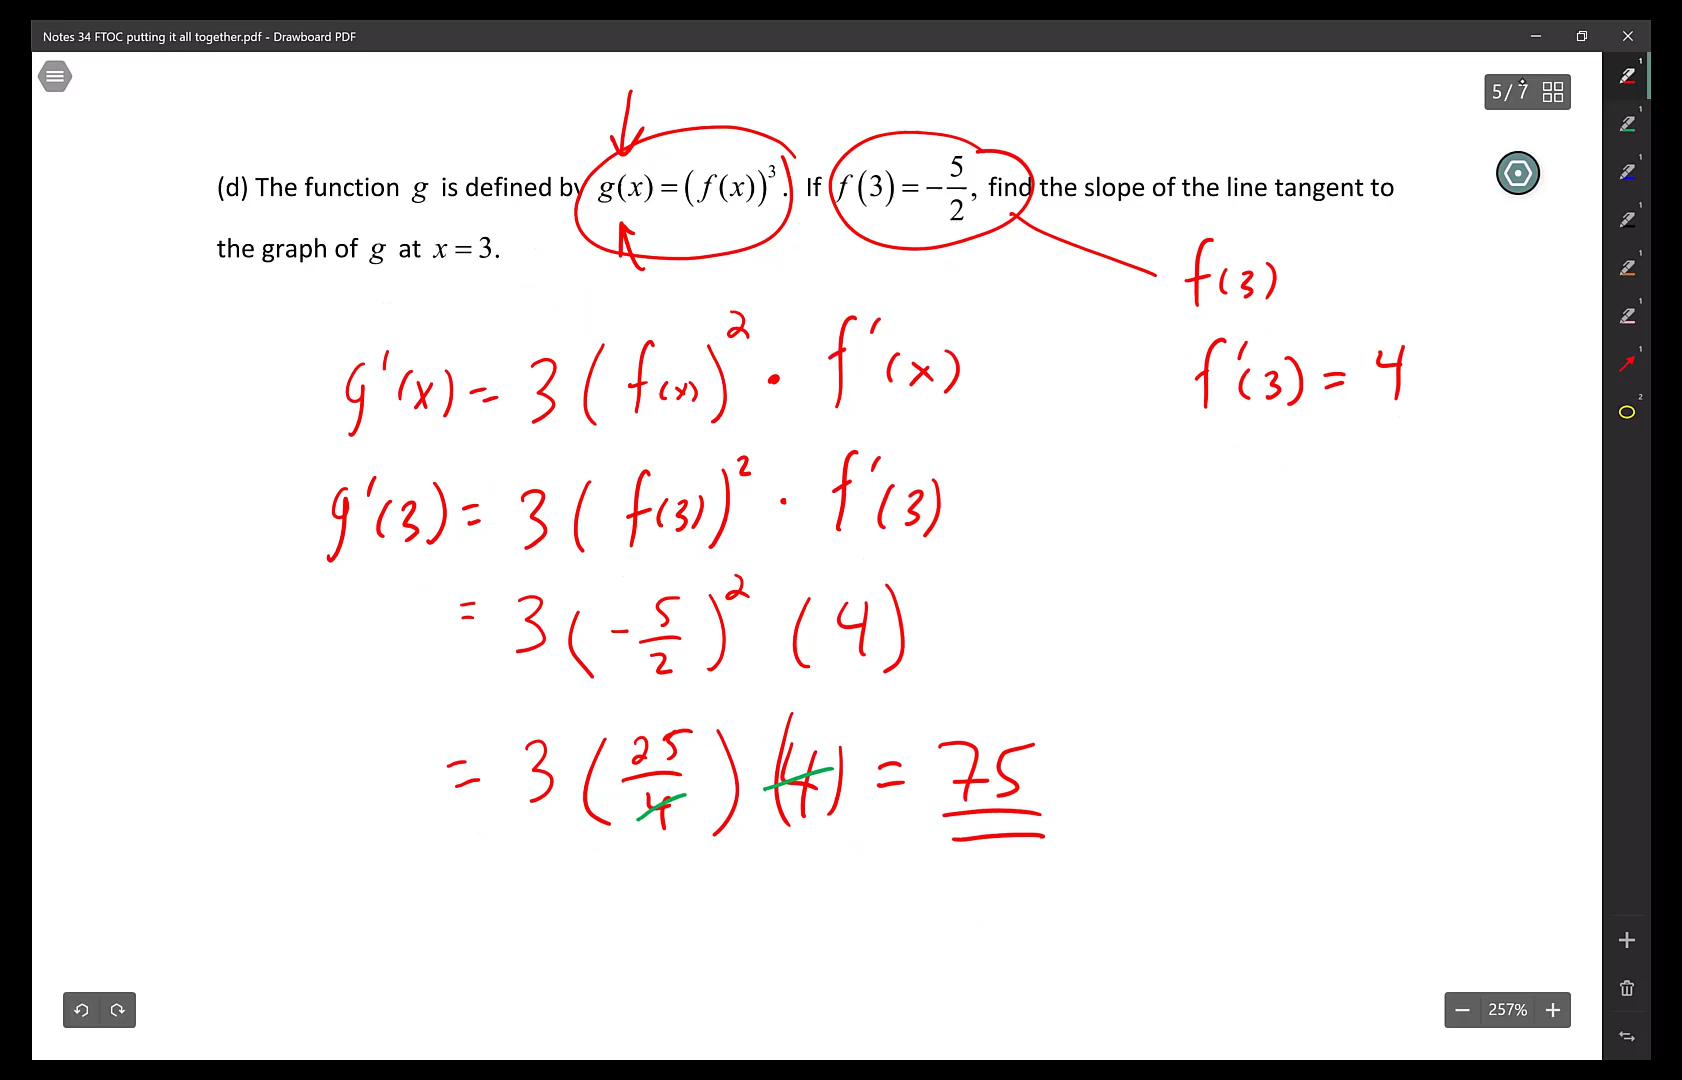 Notes 34 FTOC putting it all together.pdf - Drawboard PDF
5 / 7
(d) The function g is defined by g(x) = (f(x))³. If f(3) = -5/2, find the slope of the line tangent to
the graph of g at x = 3.
f(3)
g'(x) = 3(f(x))² · f'(x)
f'(3) = 4
g'(3) = 3(f(3))² · f'(3)
= 3(-5/2)² (4)
= 3(25/4)(4) = 75
257%